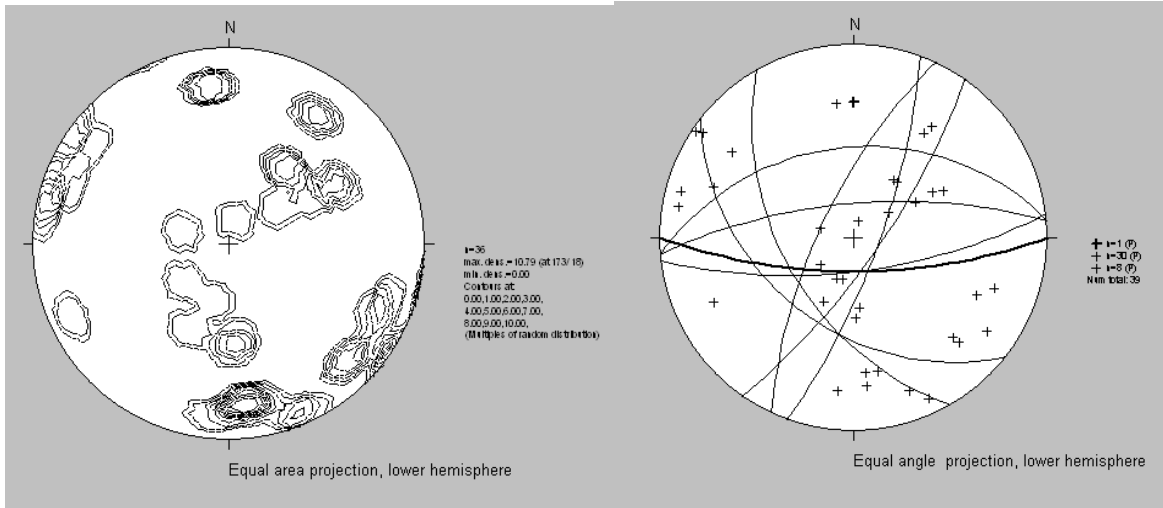 N
n=36
max. dens.=10.79 (at 173/ 18)
min. dens.=0.00
Contours at:
0.00,1.00,2.00,3.00,
4.00,5.00,6.00,7.00,
8.00,9.00,10.00,
(Multiples of random distribution)
Equal area projection, lower hemisphere
N
n=1 (P)
n=30 (P)
n=8 (P)
Num total: 39
Equal angle projection, lower hemisphere